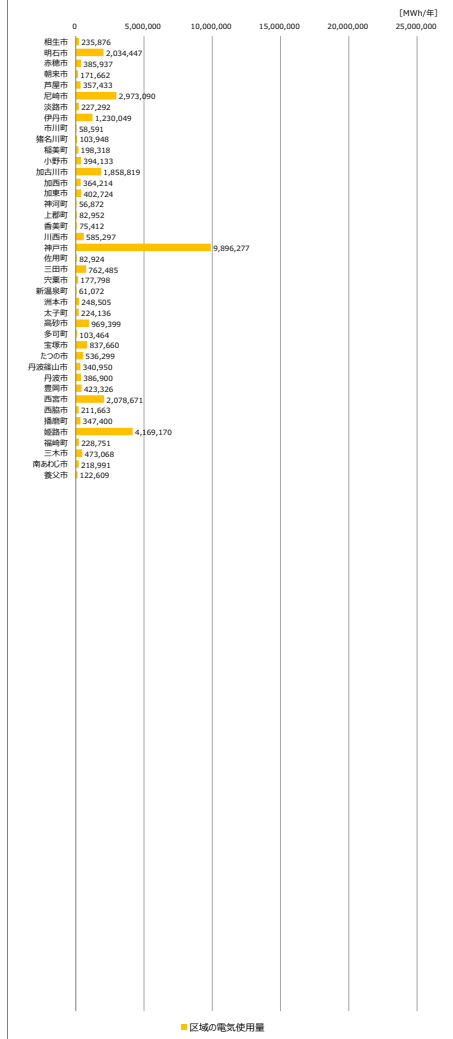 [MWh/年]
0 5,000,000 10,000,000 15,000,000 20,000,000 25,000,000
相生市 235,876
明石市 2,034,447
赤穂市 385,937
朝来市 171,662
芦屋市 357,433
尼崎市 2,973,090
淡路市 227,292
伊丹市 1,230,049
市川町 58,591
猪名川町 103,948
稲美町 198,318
小野市 394,133
加古川市 1,858,819
加西市 364,214
加東市 402,724
神河町 56,872
上郡町 82,952
香美町 75,412
川西市 585,297
神戸市 9,896,277
佐用町 82,924
三田市 762,485
宍粟市 177,798
新温泉町 61,072
洲本市 248,505
太子町 224,136
高砂市 969,399
多可町 103,464
宝塚市 837,660
たつの市 536,299
丹波篠山市 340,950
丹波市 386,900
豊岡市 423,326
西宮市 2,078,671
西脇市 211,663
播磨町 347,400
姫路市 4,169,170
福崎町 228,751
三木市 473,068
南あわじ市 218,991
養父市 122,609
区域の電気使用量